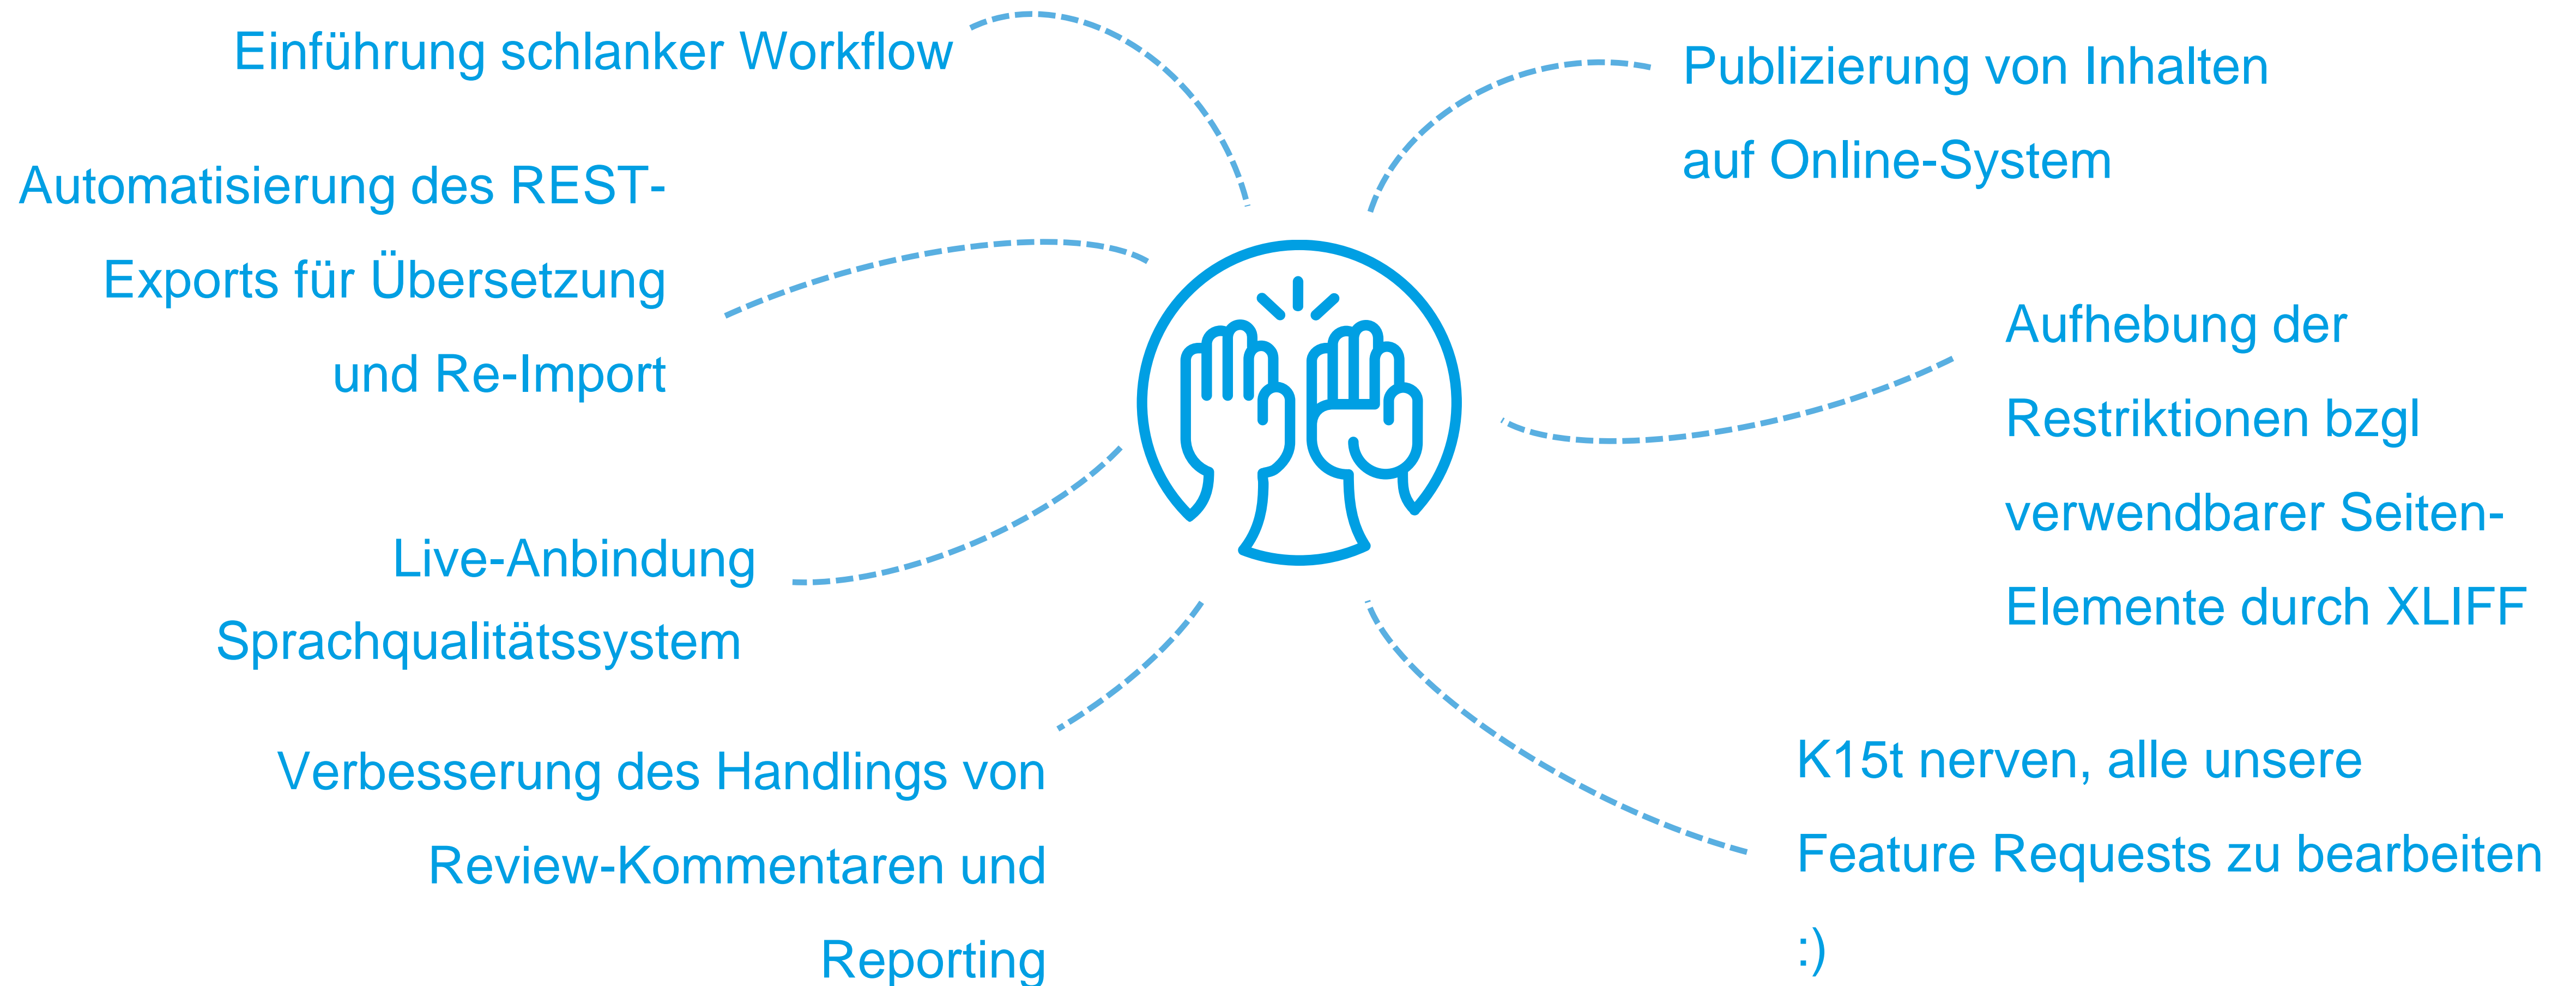 Einführung schlanker Workflow
Automatisierung des REST-
Exports für Übersetzung
und Re-Import
Live-Anbindung
Sprachqualitätssystem
Verbesserung des Handlings von
Review-Kommentaren und
Reporting
Publizierung von Inhalten
auf Online-System
Aufhebung der
Restriktionen bzgl
verwendbarer Seiten-
Elemente durch XLIFF
K15t nerven, alle unsere
Feature Requests zu bearbeiten
:)